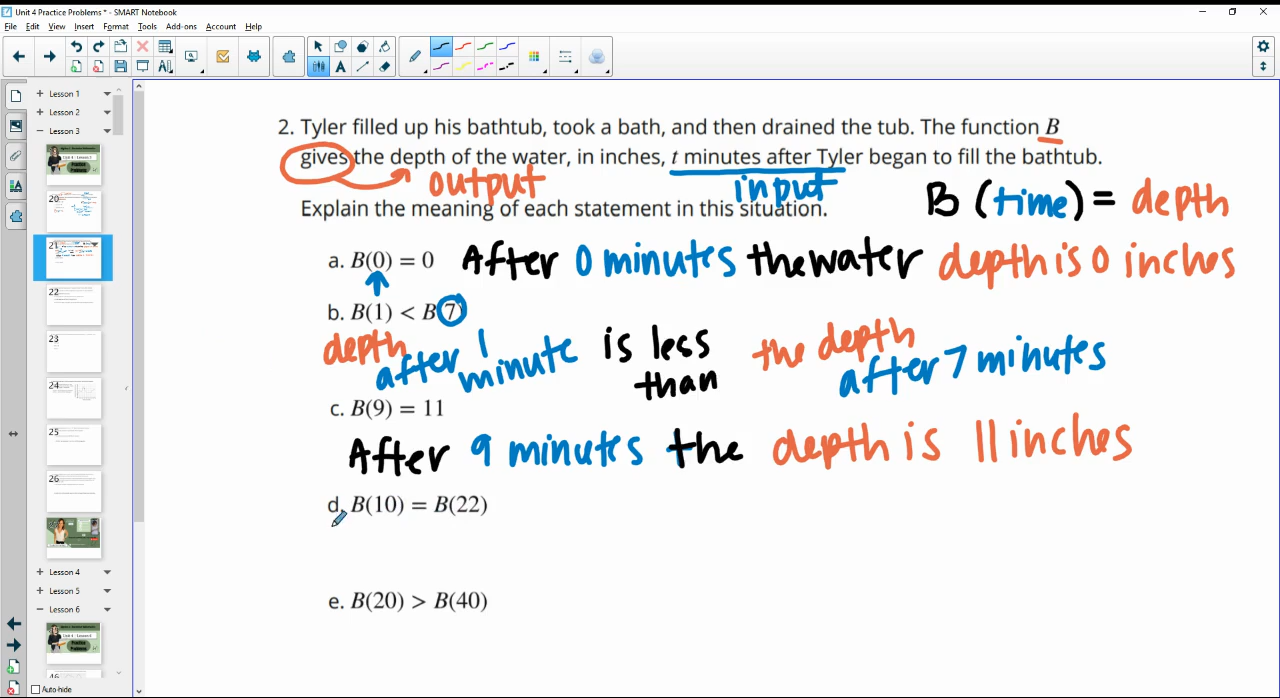 Unit 4 Practice Problems * - SMART Notebook
File Edit View Insert Format Tools Add-ons Account Help
Lesson 1
Lesson 2
Lesson 3
20
21
22
23
24
25
26
Lesson 4
Lesson 5
Lesson 6
Auto-hide
2. Tyler filled up his bathtub, took a bath, and then drained the tub. The function B
gives the depth of the water, in inches, t minutes after Tyler began to fill the bathtub.
output input
Explain the meaning of each statement in this situation.
B (time) = depth
a. B(0) = 0 After 0 minutes the water depth is 0 inches
b. B(1) < B(7)
depth after 1 minute is less than the depth after 7 minutes
c. B(9) = 11
After 9 minutes the depth is 11 inches
d. B(10) = B(22)
e. B(20) > B(40)